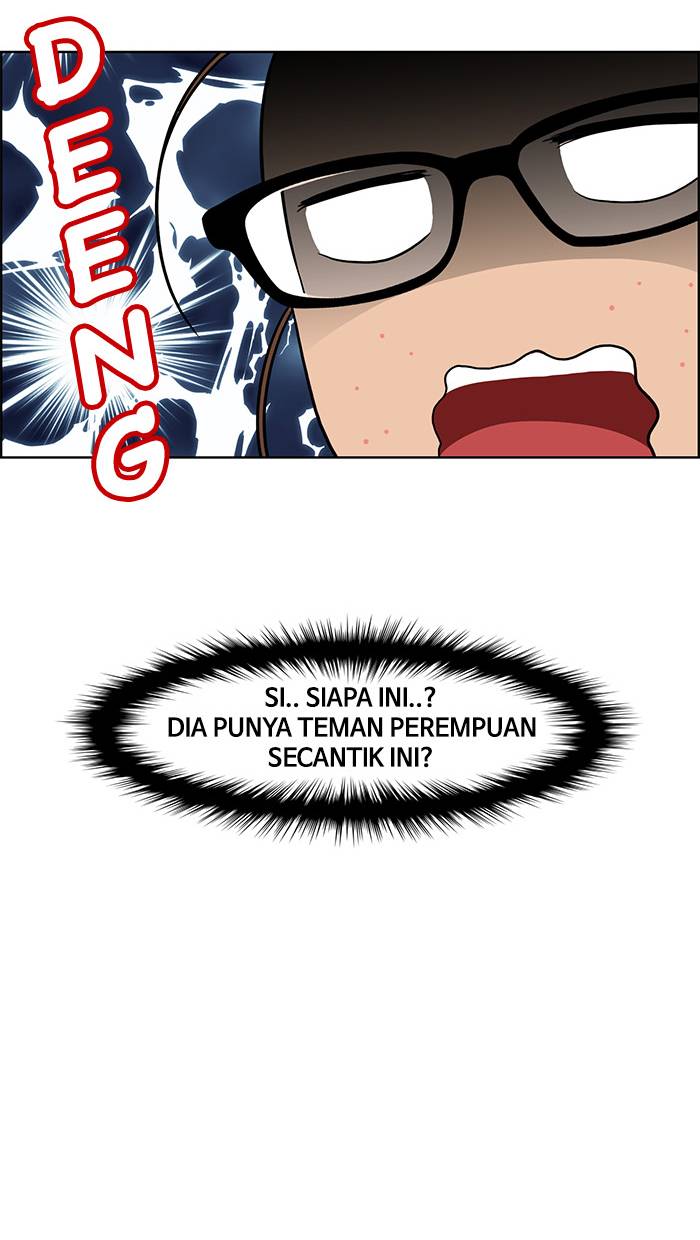 DEENG
SI.. SIAPA INI..?
DIA PUNYA TEMAN PEREMPUAN
SECANTIK INI?